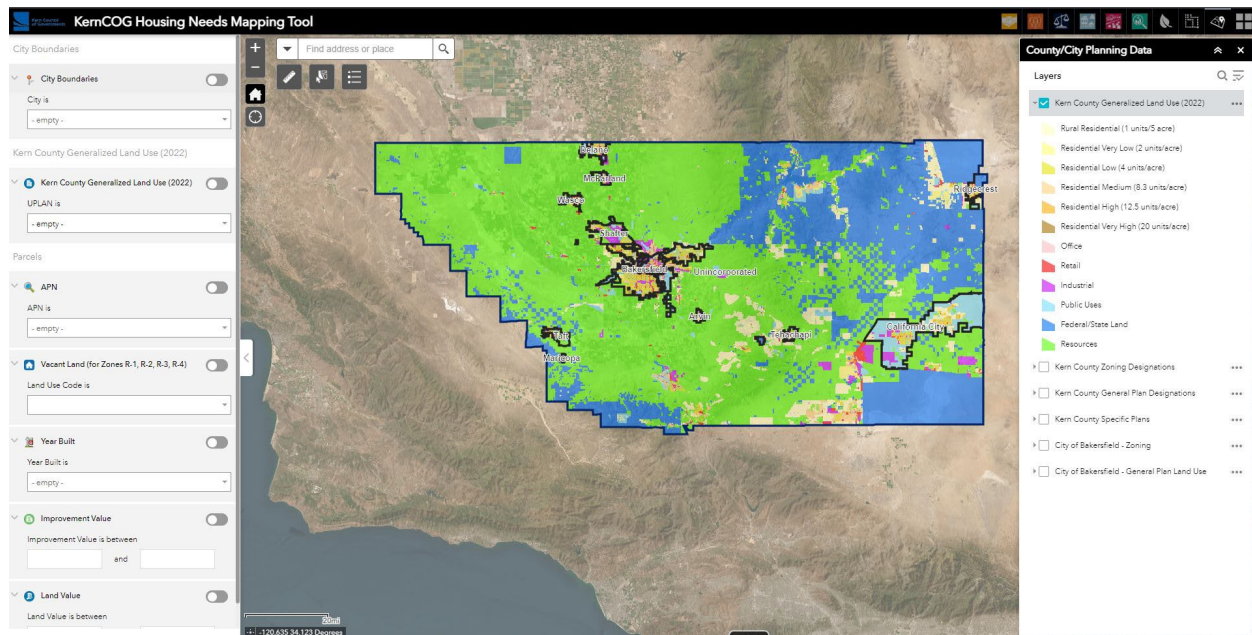 Kern Council
of Governments
KernCOG Housing Needs Mapping Tool
City Boundaries
City Boundaries
City is
- empty -
Kern County Generalized Land Use (2022)
Kern County Generalized Land Use (2022)
UPLAN is
- empty -
Parcels
APN
APN is
- empty -
Vacant Land (for Zones R-1, R-2, R-3, R-4)
Land Use Code is
Year Built
Year Built is
- empty -
Improvement Value
Improvement Value is between
and
Land Value
Land Value is between
+
−
Find address or place
Delano
McFarland
Wasco
Shafter
Bakersfield
Unincorporated
Arvin
Tehachapi
Taft
Maricopa
California City
Ridgecrest
20mi
-120.635 34.123 Degrees
County/City Planning Data
Layers
Kern County Generalized Land Use (2022)
Rural Residential (1 units/5 acre)
Residential Very Low (2 units/acre)
Residential Low (4 units/acre)
Residential Medium (8.3 units/acre)
Residential High (12.5 units/acre)
Residential Very High (20 units/acre)
Office
Retail
Industrial
Public Uses
Federal/State Land
Resources
Kern County Zoning Designations
Kern County General Plan Designations
Kern County Specific Plans
City of Bakersfield - Zoning
City of Bakersfield - General Plan Land Use